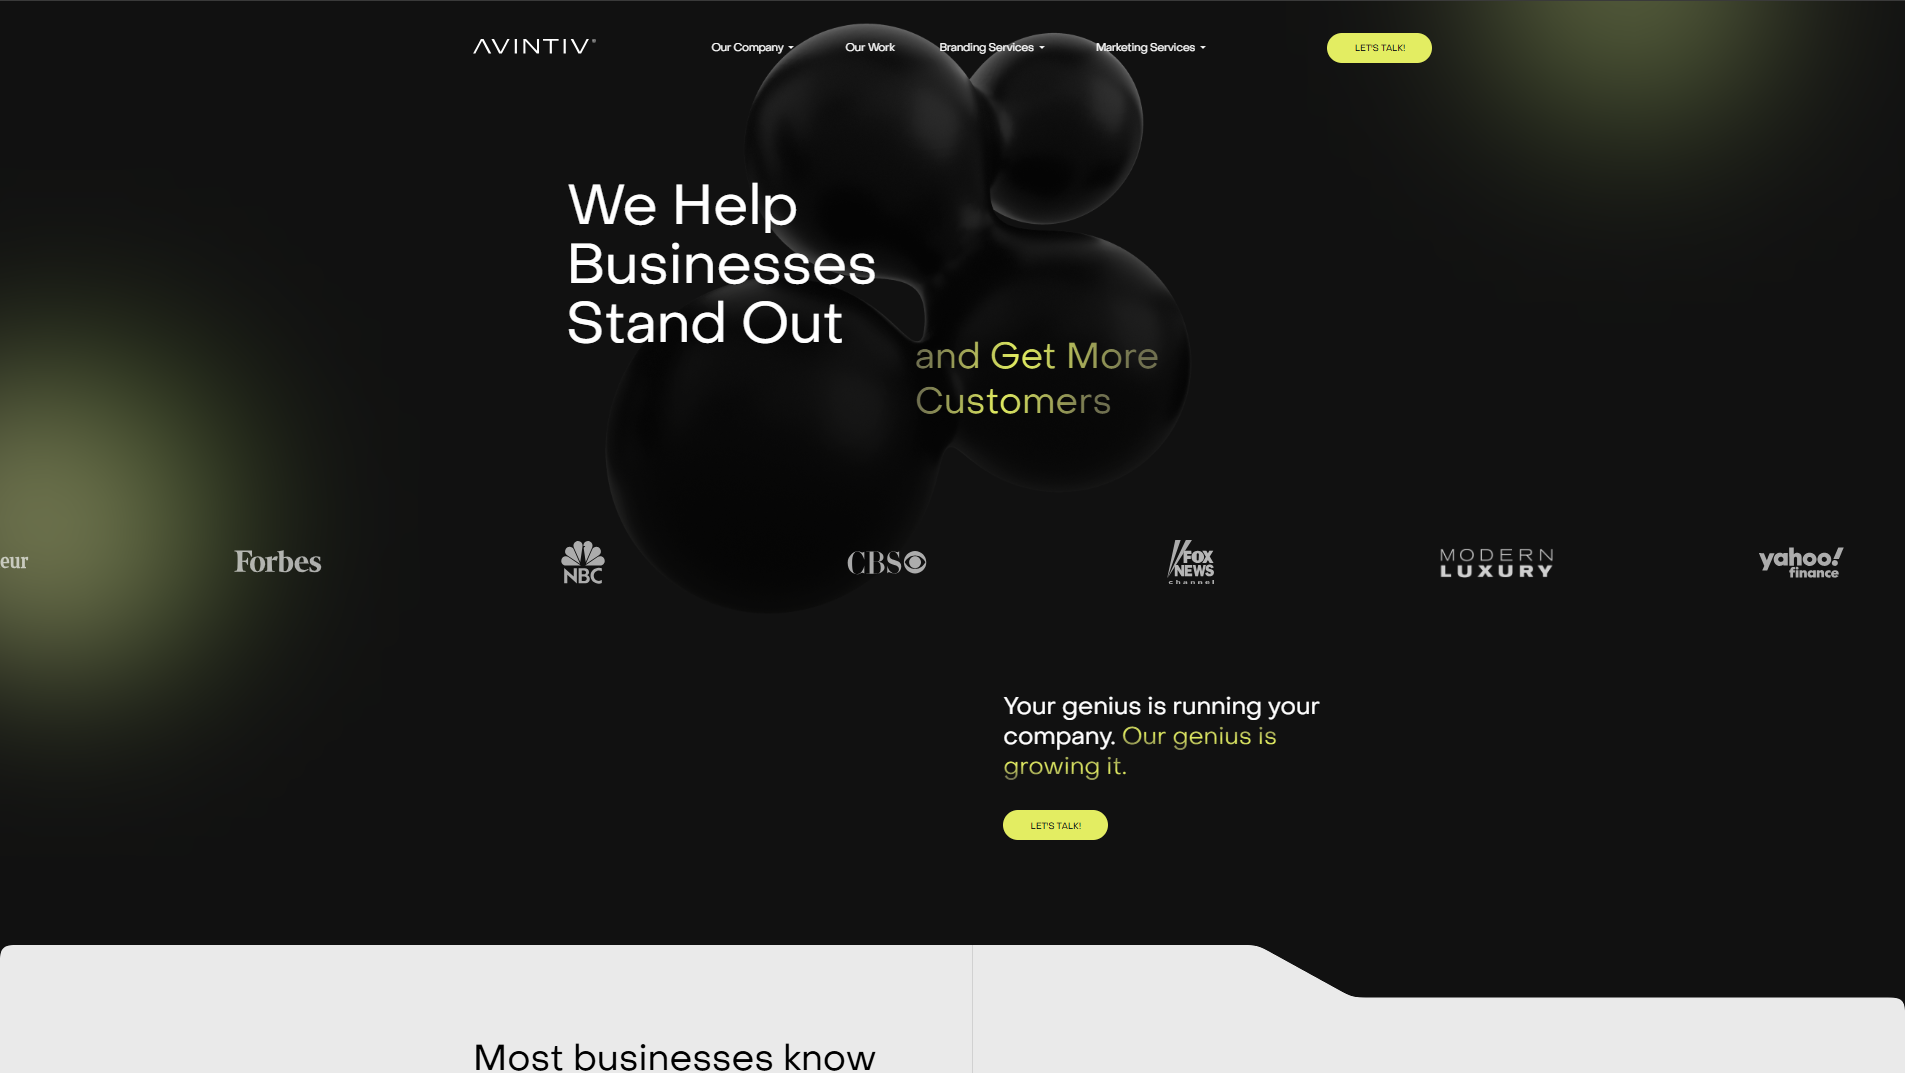 AVINTIV®
Our Company
Our Work
Branding Services
Marketing Services
LET'S TALK!
We Help
Businesses
Stand Out
and Get More
Customers
eur
Forbes
NBC
CBS
FOX
NEWS
channel
MODERN
LUXURY
yahoo!
finance
Your genius is running your
company. Our genius is
growing it.
LET'S TALK!
Most businesses know